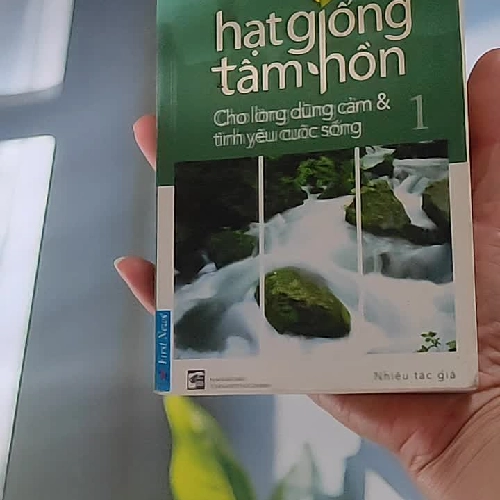 hạt giống
tâm hồn
Cho lòng dũng cảm &
tình yêu cuộc sống
1
First News
Nhiều tác giả